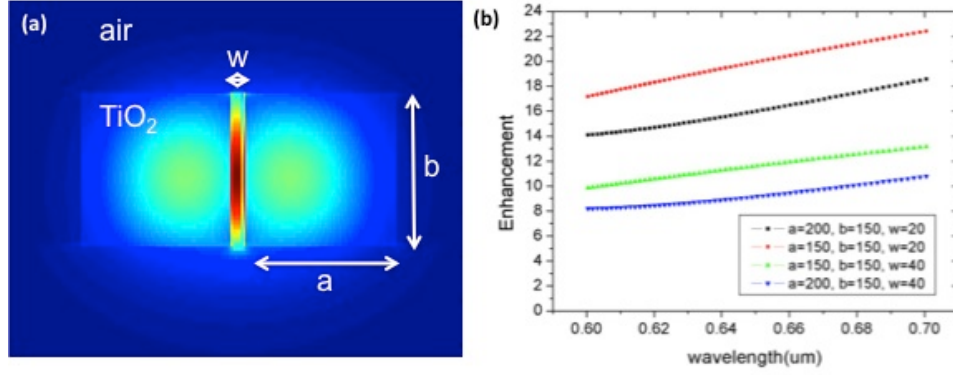 (a)
air
w
TiO₂
b
a
(b)
Enhancement
24
22
20
18
16
14
12
10
8
6
4
2
0
a=200, b=150, w=20
a=150, b=150, w=20
a=150, b=150, w=40
a=200, b=150, w=40
0.60 0.62 0.64 0.66 0.68 0.70
wavelength(um)